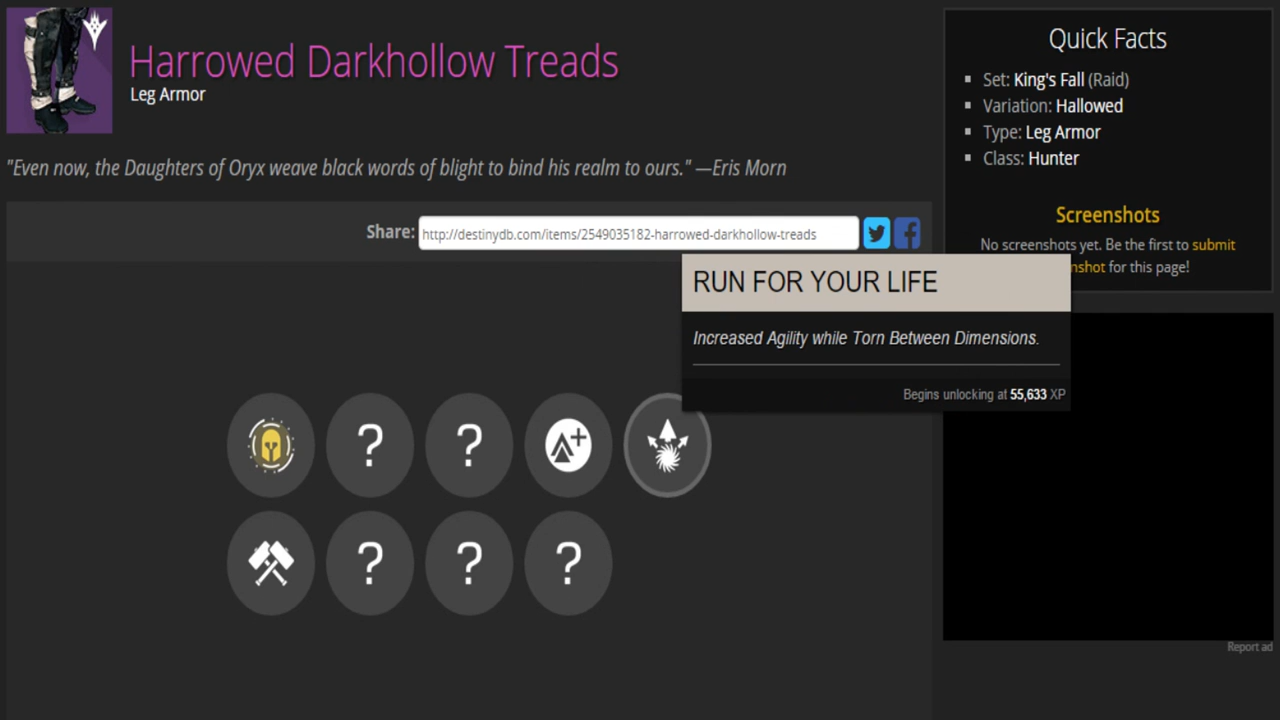 Harrowed Darkhollow Treads
Leg Armor
"Even now, the Daughters of Oryx weave black words of blight to bind his realm to ours." —Eris Morn
Share: http://destinydb.com/items/2549035182-harrowed-darkhollow-treads
RUN FOR YOUR LIFE
Increased Agility while Torn Between Dimensions.
Begins unlocking at 55,633 XP
? ? +
? ? ?
Quick Facts
Set: King's Fall (Raid)
Variation: Hallowed
Type: Leg Armor
Class: Hunter
Screenshots
No screenshots yet. Be the first to submit
nshot for this page!
Report ad